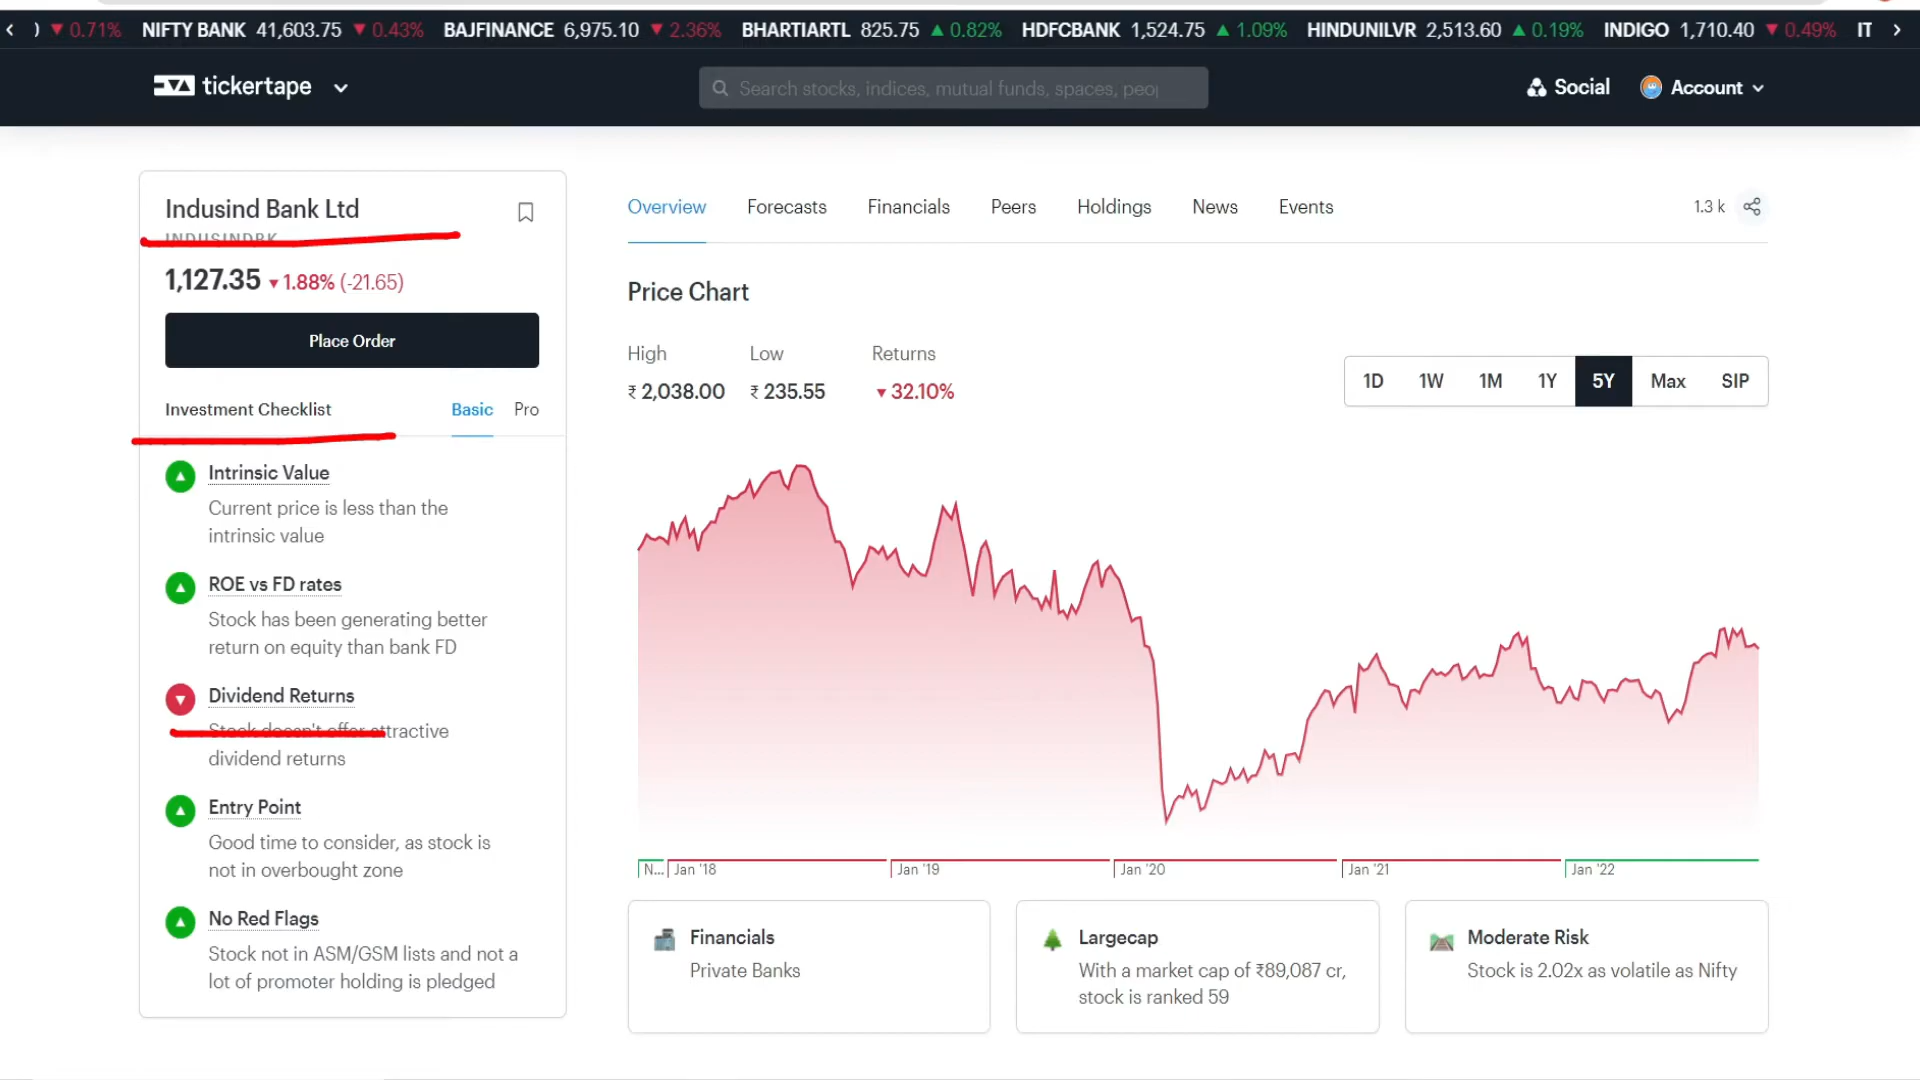 ) ▼ 0.71% NIFTY BANK 41,603.75 ▼ 0.43% BAJFINANCE 6,975.10 ▼ 2.36% BHARTIARTL 825.75 ▲ 0.82% HDFCBANK 1,524.75 ▲ 1.09% HINDUNILVR 2,513.60 ▲ 0.19% INDIGO 1,710.40 ▼ 0.49% IT
tickertape
Search stocks, indices, mutual funds, spaces, peop
Social
Account
Indusind Bank Ltd
INDUSINDBK
1,127.35 ▼ 1.88% (-21.65)
Place Order
Investment Checklist Basic Pro
Intrinsic Value
Current price is less than the
intrinsic value
ROE vs FD rates
Stock has been generating better
return on equity than bank FD
Dividend Returns
Stock doesn't offer attractive
dividend returns
Entry Point
Good time to consider, as stock is
not in overbought zone
No Red Flags
Stock not in ASM/GSM lists and not a
lot of promoter holding is pledged
Overview Forecasts Financials Peers Holdings News Events 1.3 k
Price Chart
High Low Returns
₹ 2,038.00 ₹ 235.55 ▼ 32.10%
1D 1W 1M 1Y 5Y Max SIP
N... Jan '18 Jan '19 Jan '20 Jan '21 Jan '22
Financials
Private Banks
Largecap
With a market cap of ₹89,087 cr,
stock is ranked 59
Moderate Risk
Stock is 2.02x as volatile as Nifty